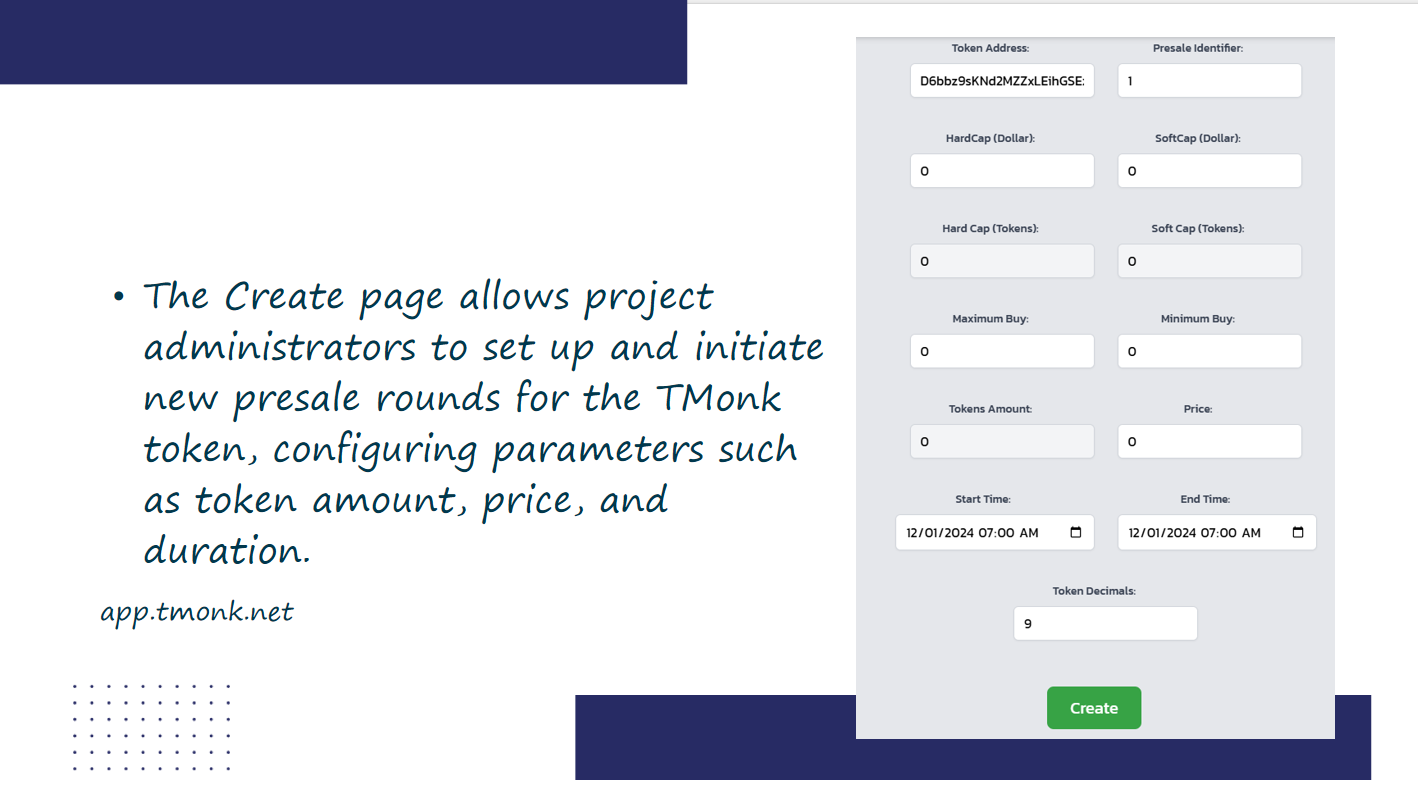 • The Create page allows project
administrators to set up and initiate
new presale rounds for the TMonk
token, configuring parameters such
as token amount, price, and
duration.
app.tmonk.net
Token Address: Presale Identifier:
D6bbz9sKNd2MZZxLEihGSE 1
HardCap (Dollar): SoftCap (Dollar):
0 0
Hard Cap (Tokens): Soft Cap (Tokens):
0 0
Maximum Buy: Minimum Buy:
0 0
Tokens Amount: Price:
0 0
Start Time: End Time:
12/01/2024 07:00 AM 12/01/2024 07:00 AM
Token Decimals:
9
Create